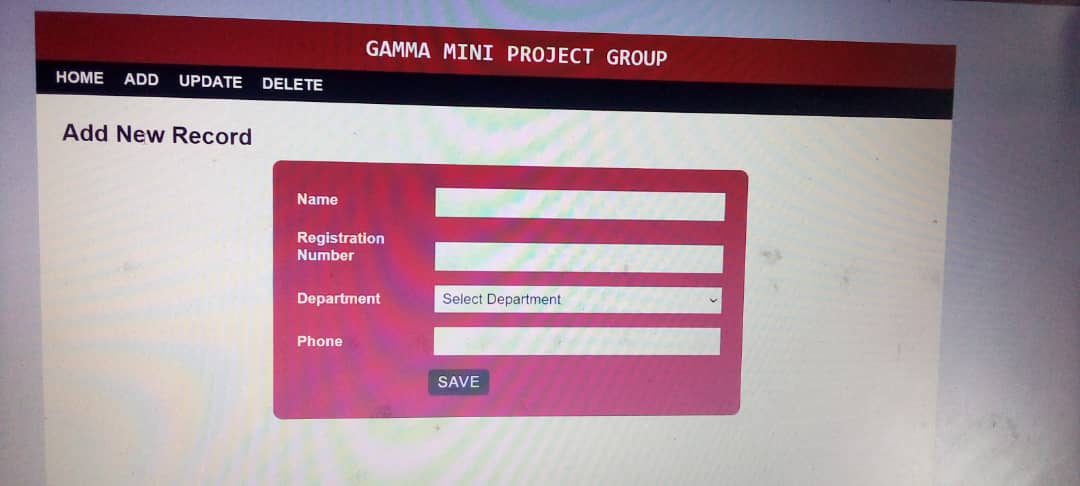 GAMMA MINI PROJECT GROUP
HOME ADD UPDATE DELETE
Add New Record
Name
Registration
Number
Department Select Department
Phone
SAVE